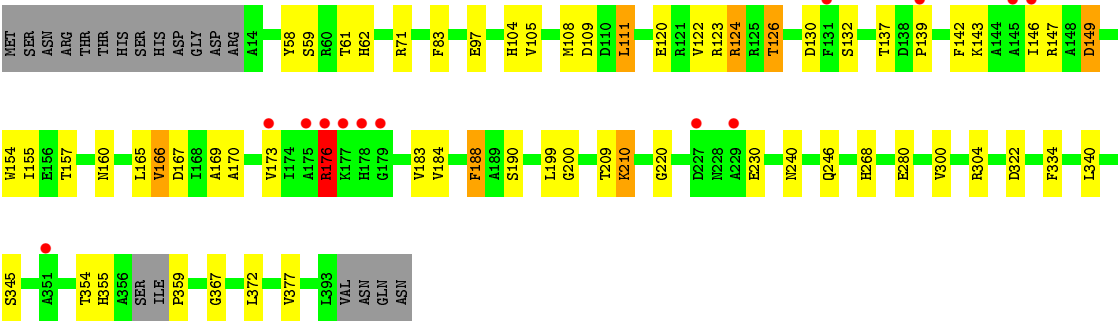 MET SER ASN ARG THR THR HIS SER HIS ASP GLY ASP ARG A14 Y58 S59 R60 T61 H62 R71 F83 E97 H104 V105 M108 D109 D110 L111 E120 R121 V122 R123 R124 R125 T126 D130 F131 S132 T137 D138 P139 F142 K143 A144 A145 I146 R147 A148 D149
W154 I155 E156 T157 N160 L165 V166 D167 I168 A169 A170 V173 I174 A175 R176 K177 H178 G179 V183 V184 F188 A189 S190 L199 G200 T209 K210 G220 D227 N228 A229 E230 N240 Q246 H268 E280 V300 R304 D322 F334 L340
S345 A351 T354 H355 A356 SER ILE P359 G367 L372 V377 L393 VAL ASN GLN ASN